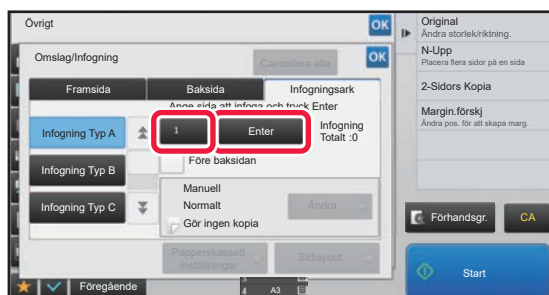 Övrigt
OK
Omslag/Infogning
Cancellera alla
OK
Framsida
Baksida
Infogningsark
Ange sida att infoga och tryck Enter
Infogning Typ A
1
Enter
Infogning
Totalt :0
Före baksidan
Infogning Typ B
Manuell
Normalt
Gör ingen kopia
Ändra
Infogning Typ C
Papperskassett
Inställningar
Sidlayout
Föregående
3
4
A3
Original
Ändra storlek/riktning.
N-Upp
Placera flera sidor på en sida
2-Sidors Kopia
Margin.förskj
Ändra pos. för att skapa marg.
Förhandsgr.
CA
Start